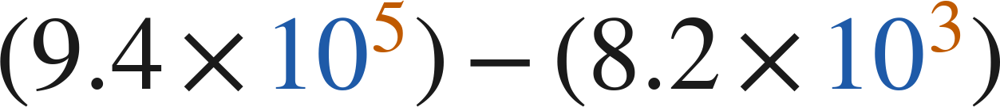 (9.4 × 10⁵) − (8.2 × 10³)